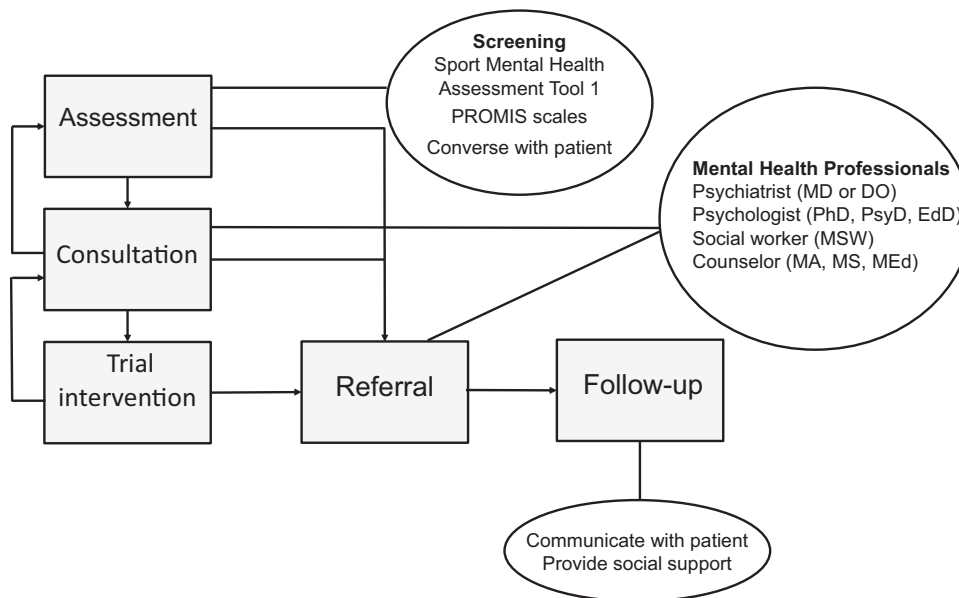 Screening
Sport Mental Health
Assessment Tool 1
PROMIS scales
Converse with patient
Assessment
Mental Health Professionals
Psychiatrist (MD or DO)
Psychologist (PhD, PsyD, EdD)
Social worker (MSW)
Counselor (MA, MS, MEd)
Consultation
Trial
intervention
Referral
Follow-up
Communicate with patient
Provide social support